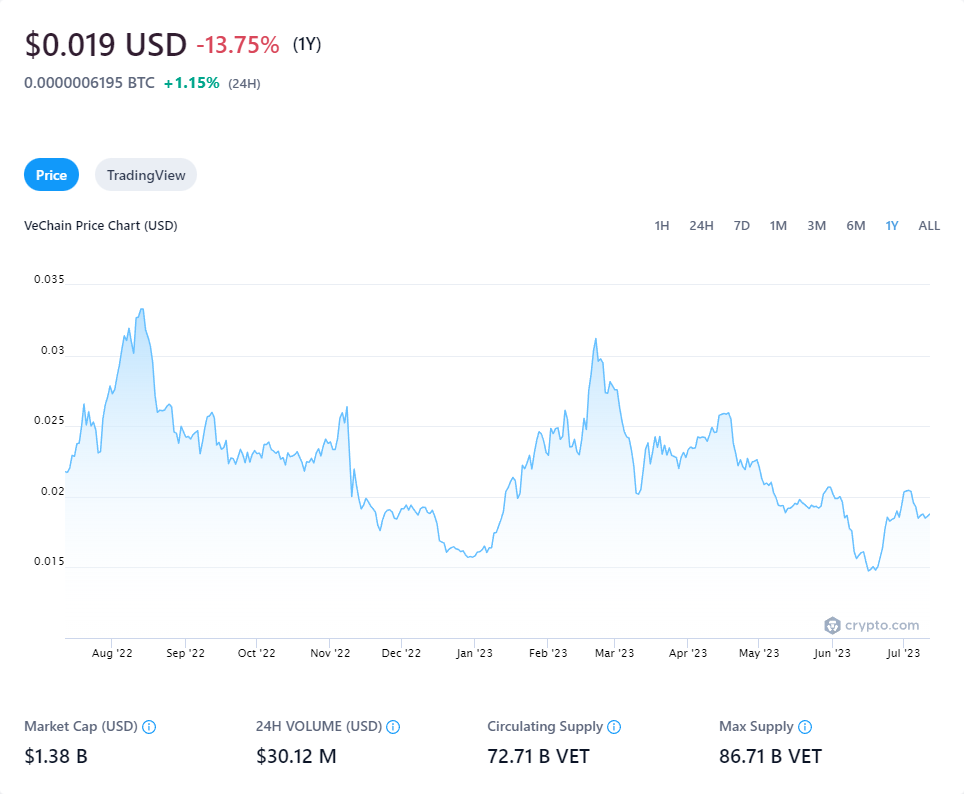 $0.019 USD -13.75% (1Y)
0.0000006195 BTC +1.15% (24H)
Price TradingView
VeChain Price Chart (USD) 1H 24H 7D 1M 3M 6M 1Y ALL
0.035
0.03
0.025
0.02
0.015
crypto.com
Aug '22 Sep '22 Oct '22 Nov '22 Dec '22 Jan '23 Feb '23 Mar '23 Apr '23 May '23 Jun '23 Jul '23
Market Cap (USD) 24H VOLUME (USD) Circulating Supply Max Supply
$1.38 B $30.12 M 72.71 B VET 86.71 B VET